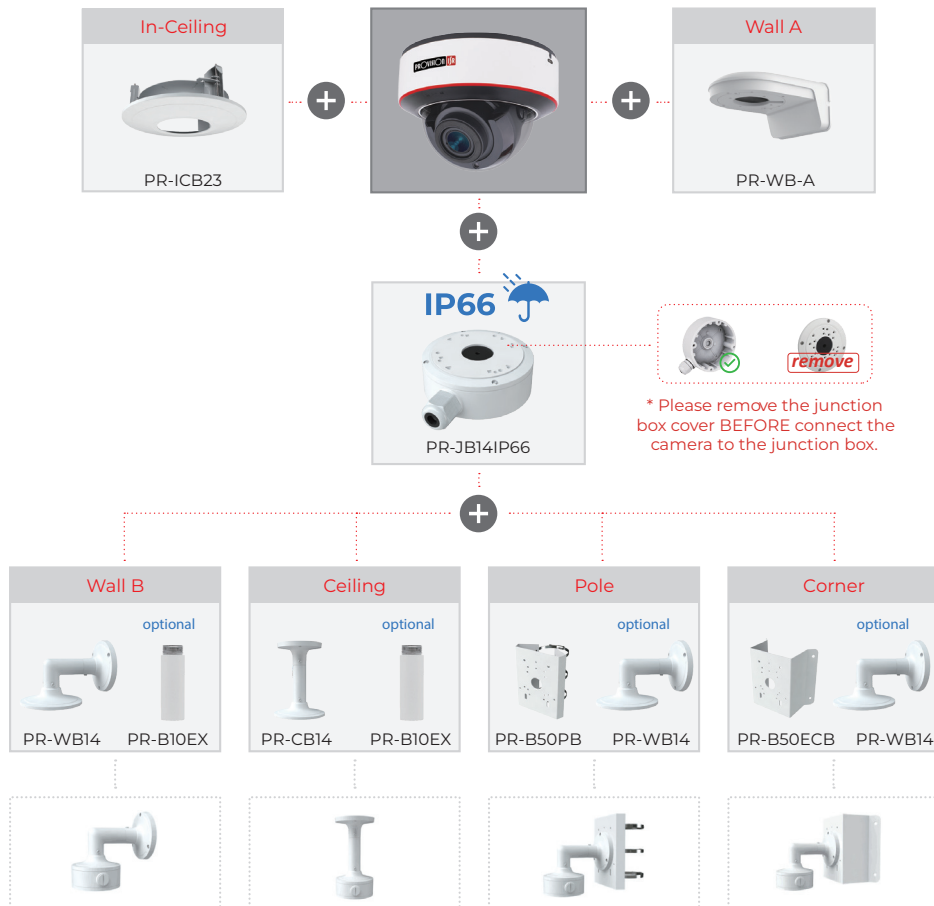 In-Ceiling
PROVISION ISR
Wall A
PR-ICB23
PR-WB-A
IP66
remove
* Please remove the junction
box cover BEFORE connect the
camera to the junction box.
PR-JB14IP66
Wall B
Ceiling
Pole
Corner
optional
optional
optional
optional
PR-WB14
PR-B10EX
PR-CB14
PR-B10EX
PR-B50PB
PR-WB14
PR-B50ECB
PR-WB14